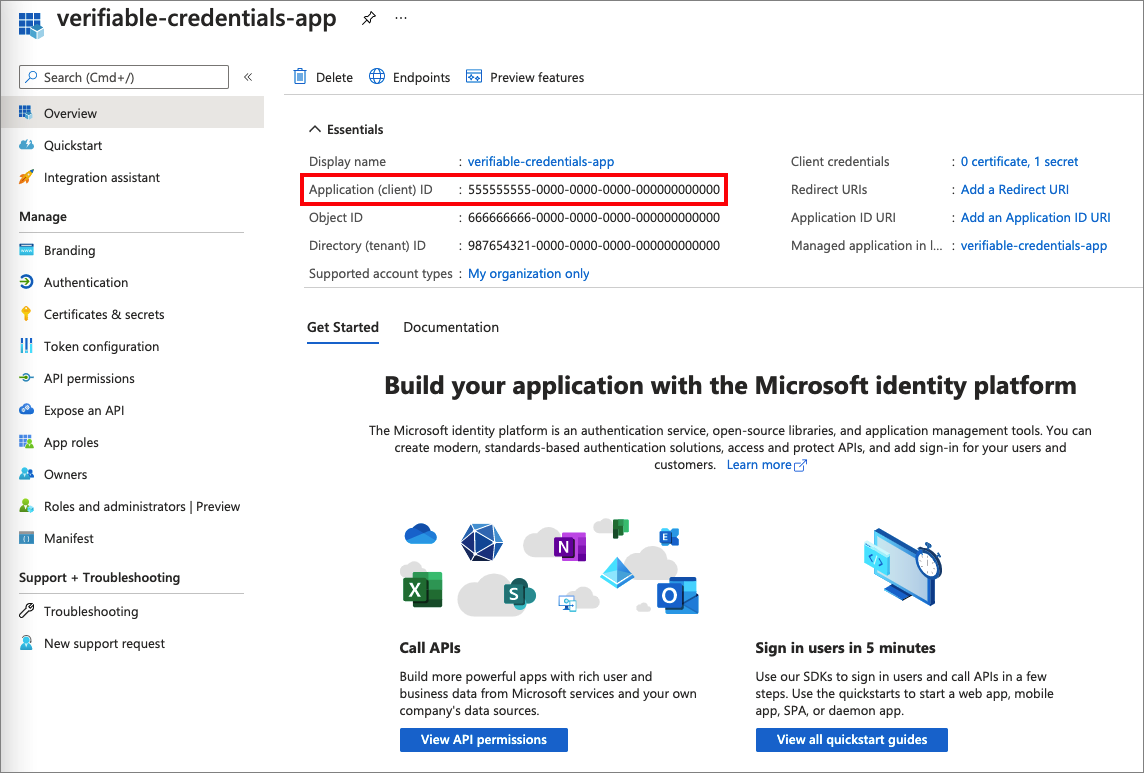 verifiable-credentials-app
Search (Cmd+/)
Delete
Endpoints
Preview features
Overview
Quickstart
Integration assistant
Manage
Branding
Authentication
Certificates & secrets
Token configuration
API permissions
Expose an API
App roles
Owners
Roles and administrators | Preview
Manifest
Support + Troubleshooting
Troubleshooting
New support request
Essentials
Display name : verifiable-credentials-app
Application (client) ID : 555555555-0000-0000-0000-000000000000
Object ID : 666666666-0000-0000-0000-000000000000
Directory (tenant) ID : 987654321-0000-0000-0000-000000000000
Supported account types : My organization only
Client credentials : 0 certificate, 1 secret
Redirect URIs : Add a Redirect URI
Application ID URI : Add an Application ID URI
Managed application in l... : verifiable-credentials-app
Get Started
Documentation
Build your application with the Microsoft identity platform
The Microsoft identity platform is an authentication service, open-source libraries, and application management tools. You can
create modern, standards-based authentication solutions, access and protect APIs, and add sign-in for your users and
customers. Learn more
N
E
X
S
O
Call APIs
Build more powerful apps with rich user and
business data from Microsoft services and your own
company's data sources.
View API permissions
Sign in users in 5 minutes
Use our SDKs to sign in users and call APIs in a few
steps. Use the quickstarts to start a web app, mobile
app, SPA, or daemon app.
View all quickstart guides